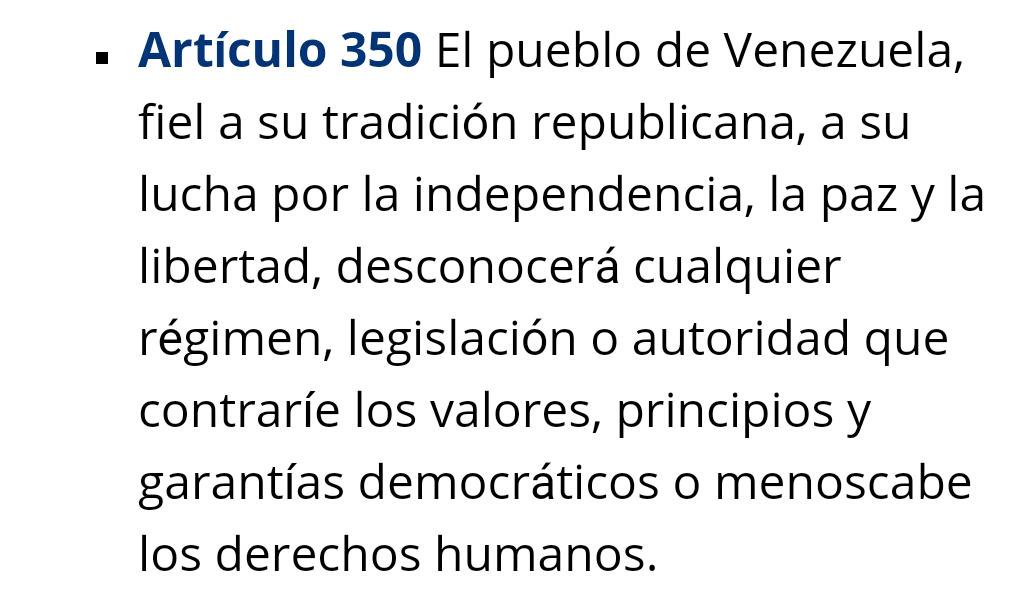 ▪ Artículo 350 El pueblo de Venezuela,
fiel a su tradición republicana, a su
lucha por la independencia, la paz y la
libertad, desconocerá cualquier
régimen, legislación o autoridad que
contraríe los valores, principios y
garantías democráticos o menoscabe
los derechos humanos.